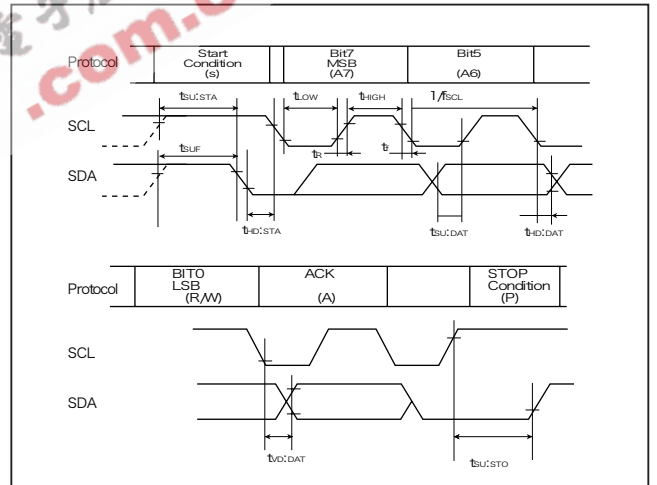 .com.
Protocol
Start Condition (s)
Bit7 MSB (A7)
Bit5 (A6)
tSU:STA
tLOW
tHIGH
1/fSCL
SCL
tSUF
tR
tF
SDA
tHD:STA
tSU:DAT
tHD:DAT
Protocol
BIT0 LSB (R/W)
ACK (A)
STOP Condition (P)
SCL
SDA
tVD:DAT
tSU:STO